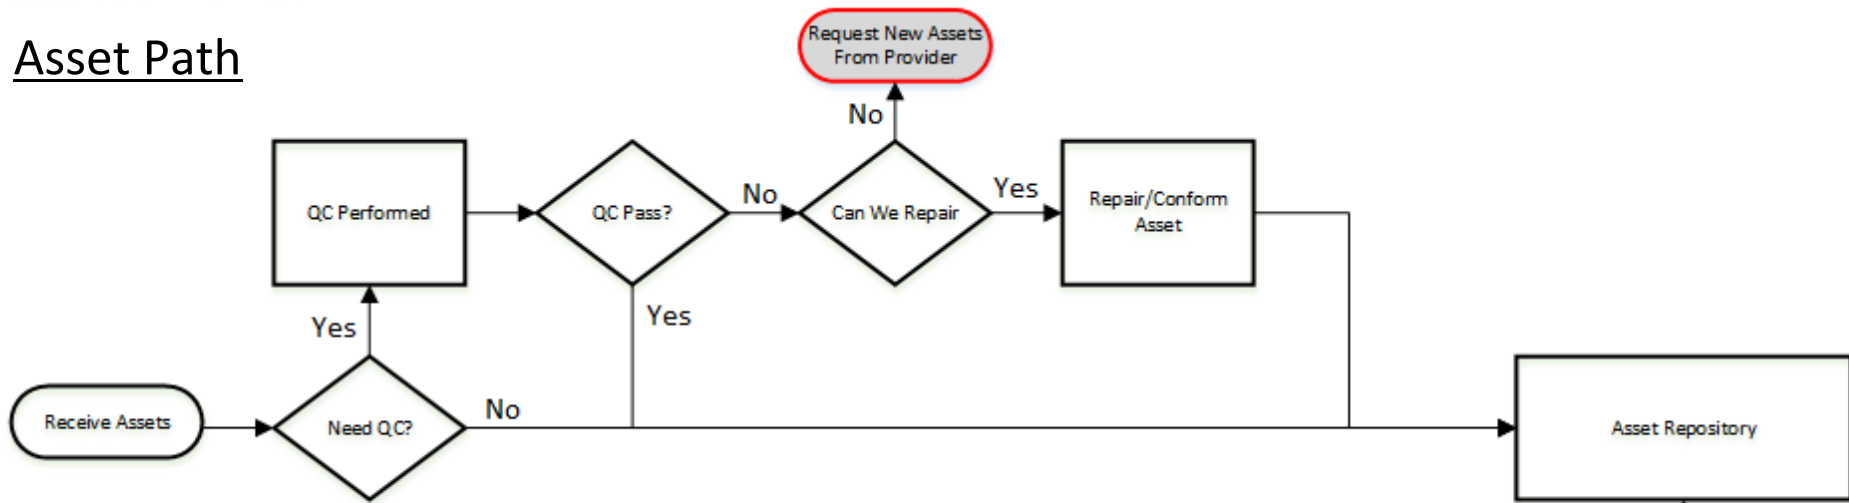 Asset Path
Request New Assets
From Provider
No
QC Performed
QC Pass?
No
Can We Repair
Yes
Repair/Conform
Asset
Yes
Yes
Receive Assets
Need QC?
No
Asset Repository